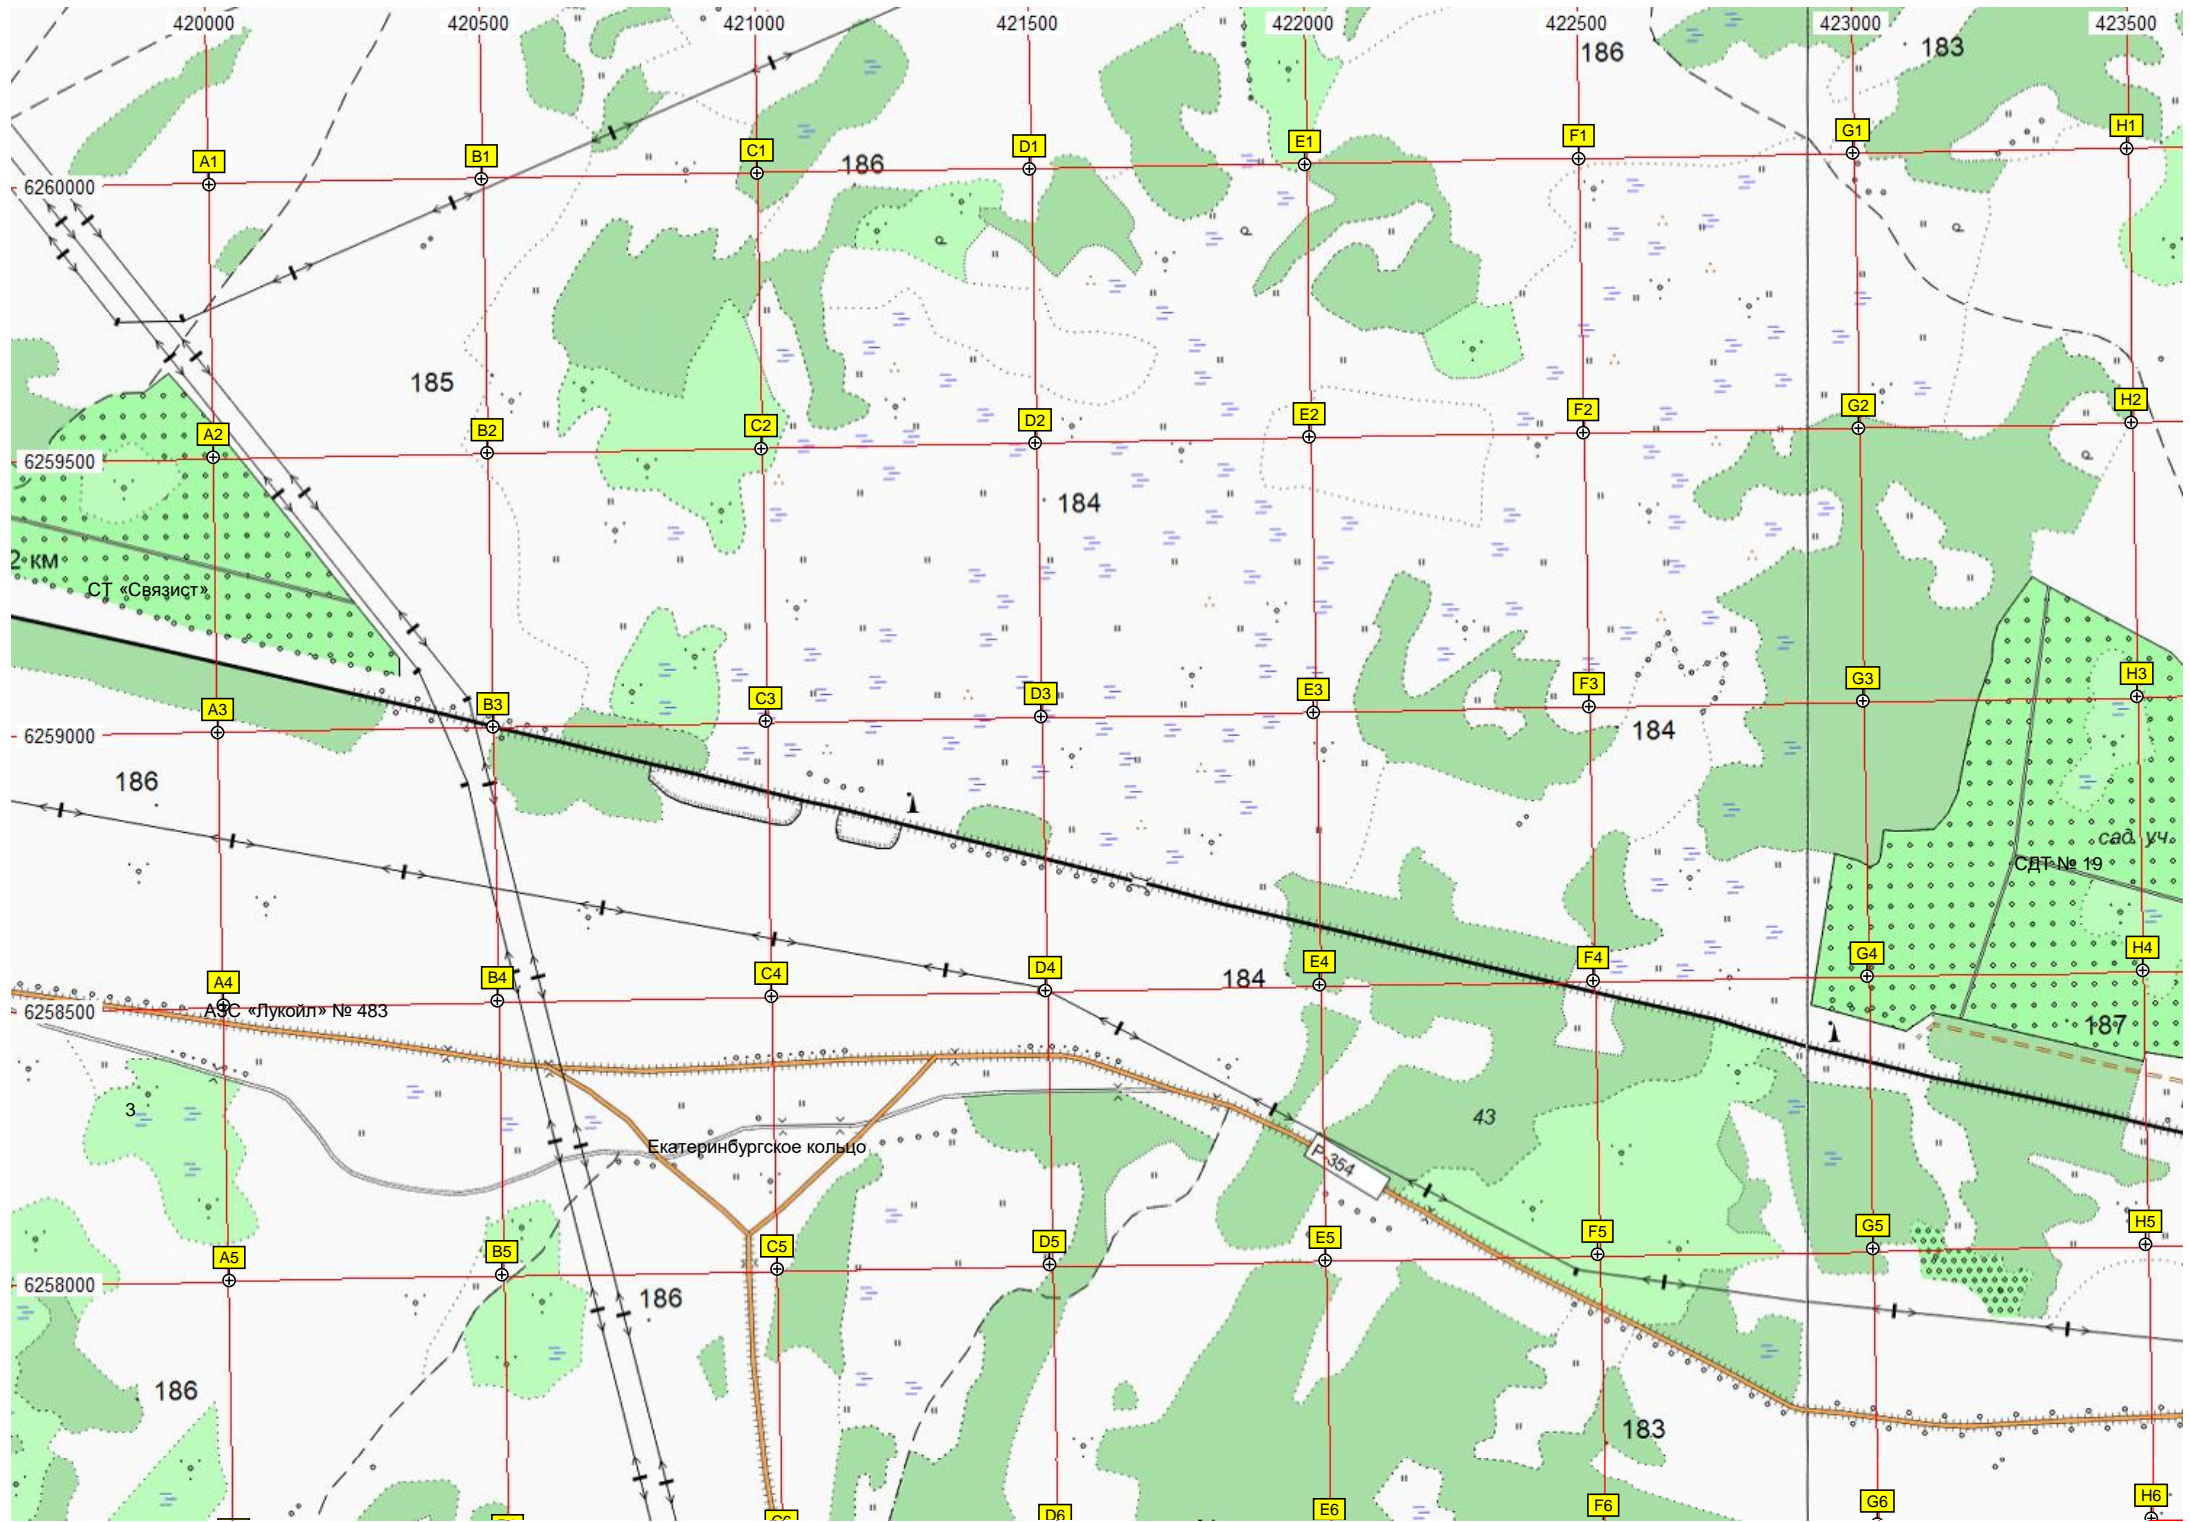 420000 420500 421000 421500 422000 422500 423000 423500
186 183
A1 B1 C1 D1 E1 F1 G1 H1
6260000
186
185
A2 B2 C2 D2 E2 F2 G2 H2
6259500
184
2 км
СТ «Связист»
A3 B3 C3 D3 E3 F3 G3 H3
6259000
184
186
сад. уч.
СДТ № 19
A4 B4 C4 D4 E4 F4 G4 H4
184
6258500
АЗС «Лукойл» № 483
187
3
43
Екатеринбургское кольцо
Р-354
A5 B5 C5 D5 E5 F5 G5 H5
6258000
186
186
183
C6 D6 E6 F6 G6 H6